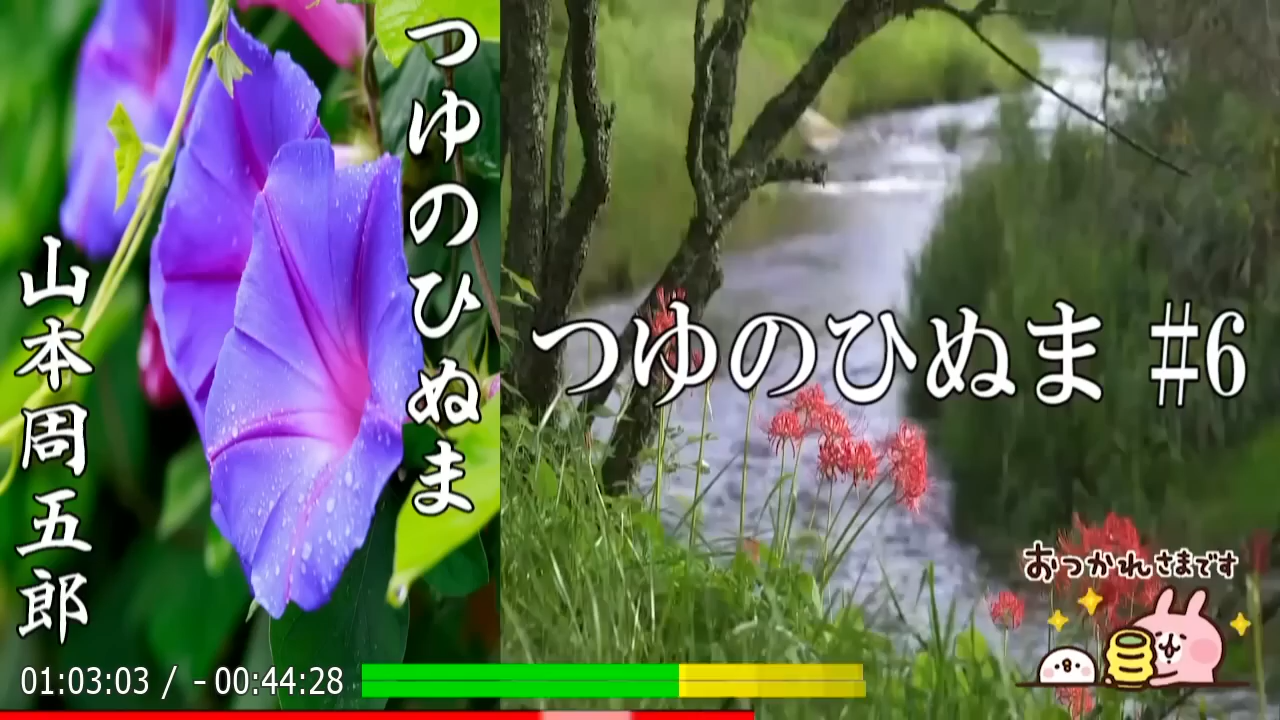 つゆのひぬま
山本周五郎
つゆのひぬま #6
おつかれさまです
01:03:03 / -00:44:28